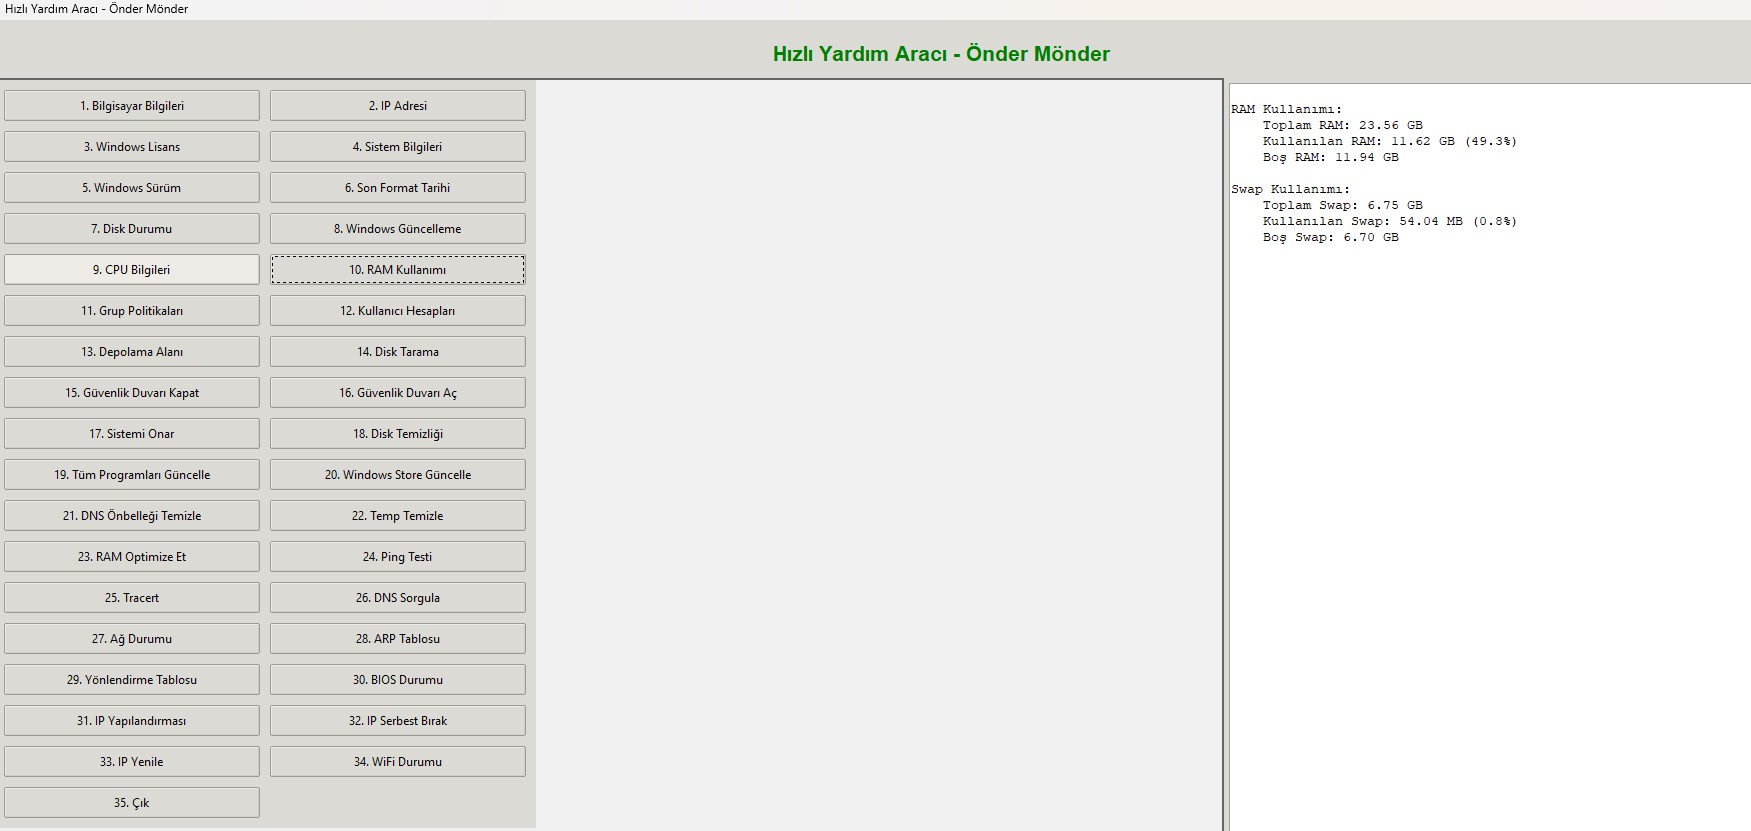 Hızlı Yardım Aracı - Önder Mönder
Hızlı Yardım Aracı - Önder Mönder
1. Bilgisayar Bilgileri
2. IP Adresi
3. Windows Lisans
4. Sistem Bilgileri
5. Windows Sürüm
6. Son Format Tarihi
7. Disk Durumu
8. Windows Güncelleme
9. CPU Bilgileri
10. RAM Kullanımı
11. Grup Politikaları
12. Kullanıcı Hesapları
13. Depolama Alanı
14. Disk Tarama
15. Güvenlik Duvarı Kapat
16. Güvenlik Duvarı Aç
17. Sistemi Onar
18. Disk Temizliği
19. Tüm Programları Güncelle
20. Windows Store Güncelle
21. DNS Önbelleği Temizle
22. Temp Temizle
23. RAM Optimize Et
24. Ping Testi
25. Tracert
26. DNS Sorgula
27. Ağ Durumu
28. ARP Tablosu
29. Yönlendirme Tablosu
30. BIOS Durumu
31. IP Yapılandırması
32. IP Serbest Bırak
33. IP Yenile
34. WiFi Durumu
35. Çık
RAM Kullanımı:
Toplam RAM: 23.56 GB
Kullanılan RAM: 11.62 GB (49.3%)
Boş RAM: 11.94 GB
Swap Kullanımı:
Toplam Swap: 6.75 GB
Kullanılan Swap: 54.04 MB (0.8%)
Boş Swap: 6.70 GB